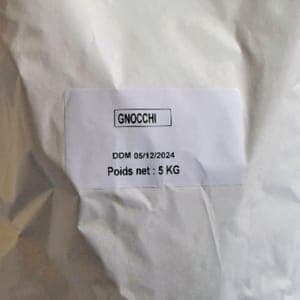 GNOCCHI
DDM 05/12/2024
Poids net : 5 KG